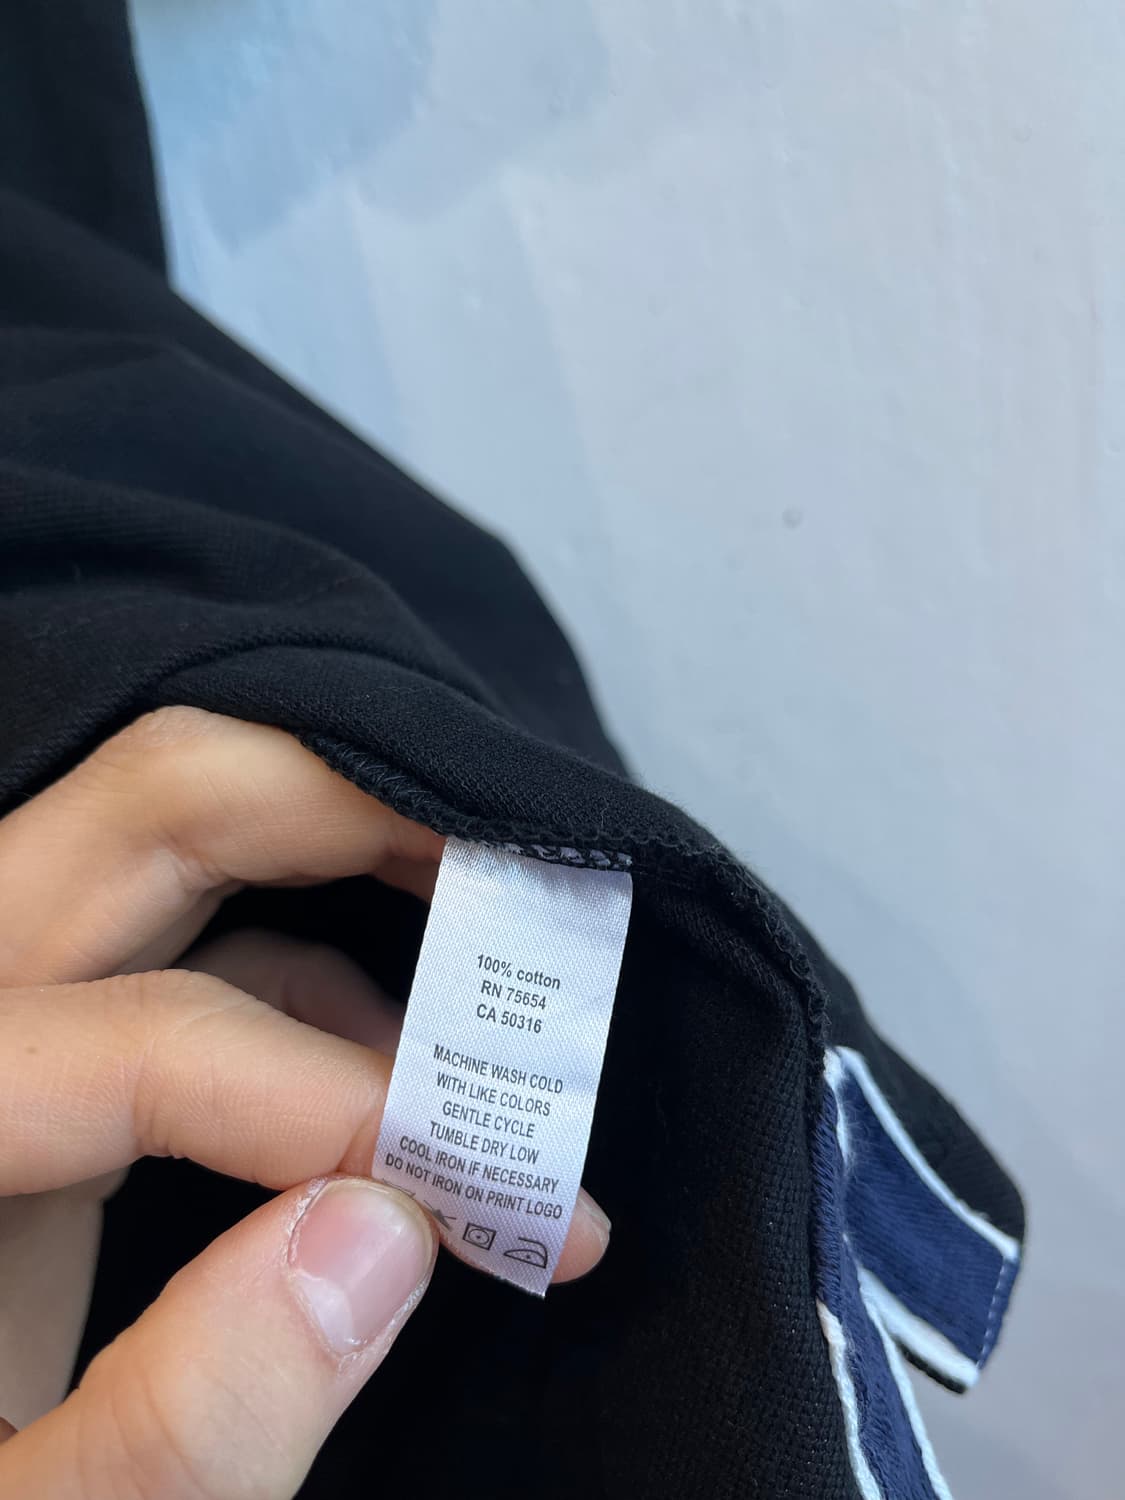 100% cotton
RN 75654
CA 50316
MACHINE WASH COLD
WITH LIKE COLORS
GENTLE CYCLE
TUMBLE DRY LOW
COOL IRON IF NECESSARY
DO NOT IRON ON PRINT LOGO